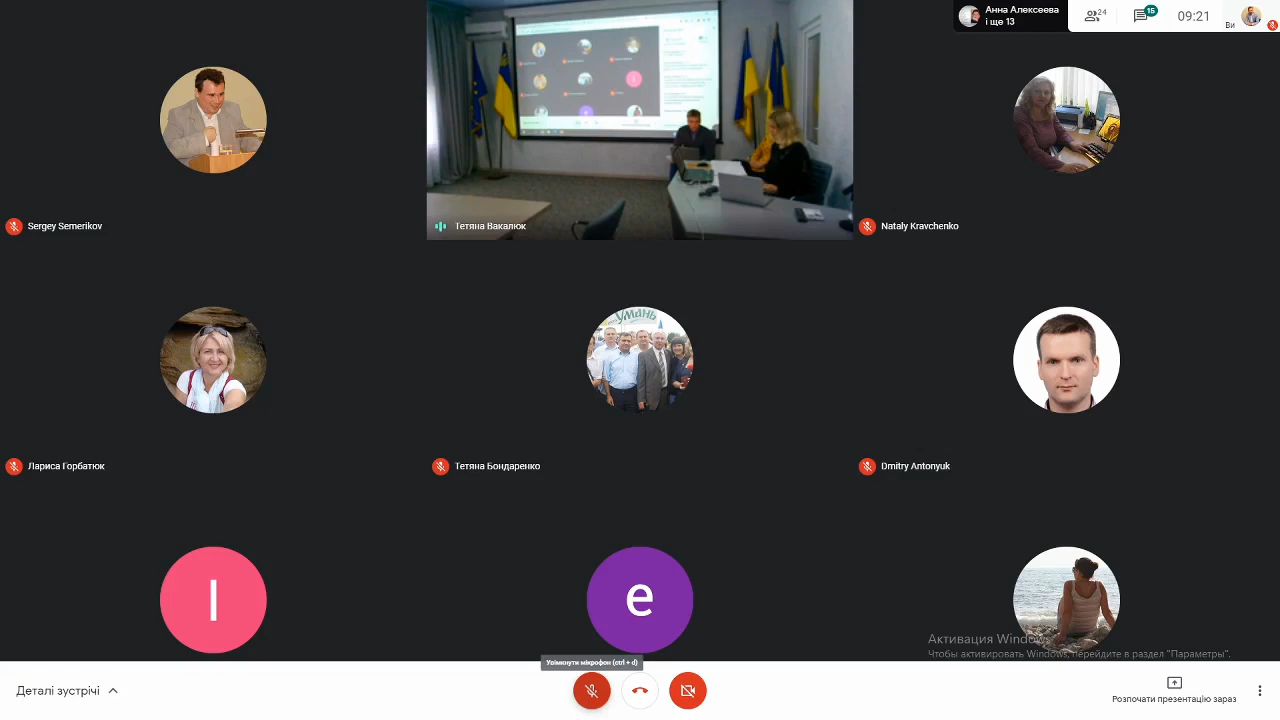 Анна Алексеева
і ще 13
24
15
09:21
Ви
Sergey Semerikov
Тетяна Вакалюк
Nataly Kravchenko
умань
Лариса Горбатюк
Тетяна Бондаренко
Dmitry Antonyuk
I
e
Активация Windows
Чтобы активировать Windows, перейдите в раздел "Параметры".
Увімкнути мікрофон (ctrl + d)
Деталі зустрічі
Розпочати презентацію зараз